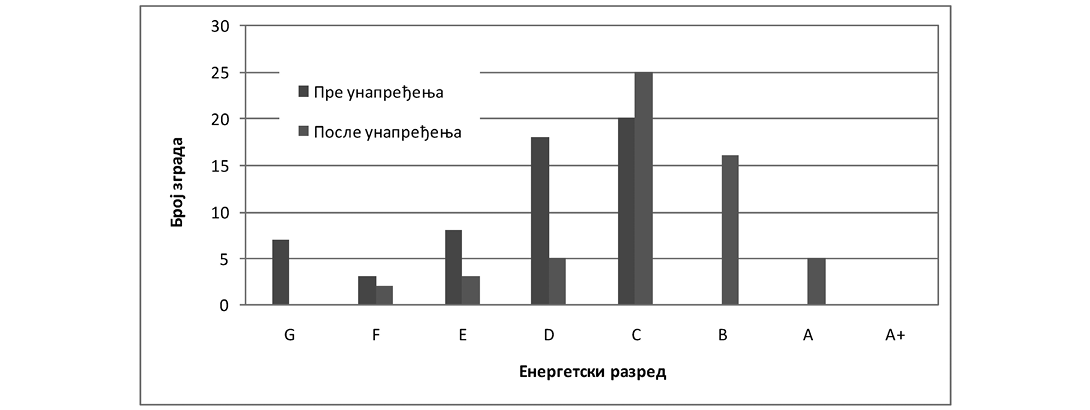 30
25
20
15
10
5
0
Пре унапређења
После унапређења
Број зграда
G F E D C B A A+
Енергетски разред